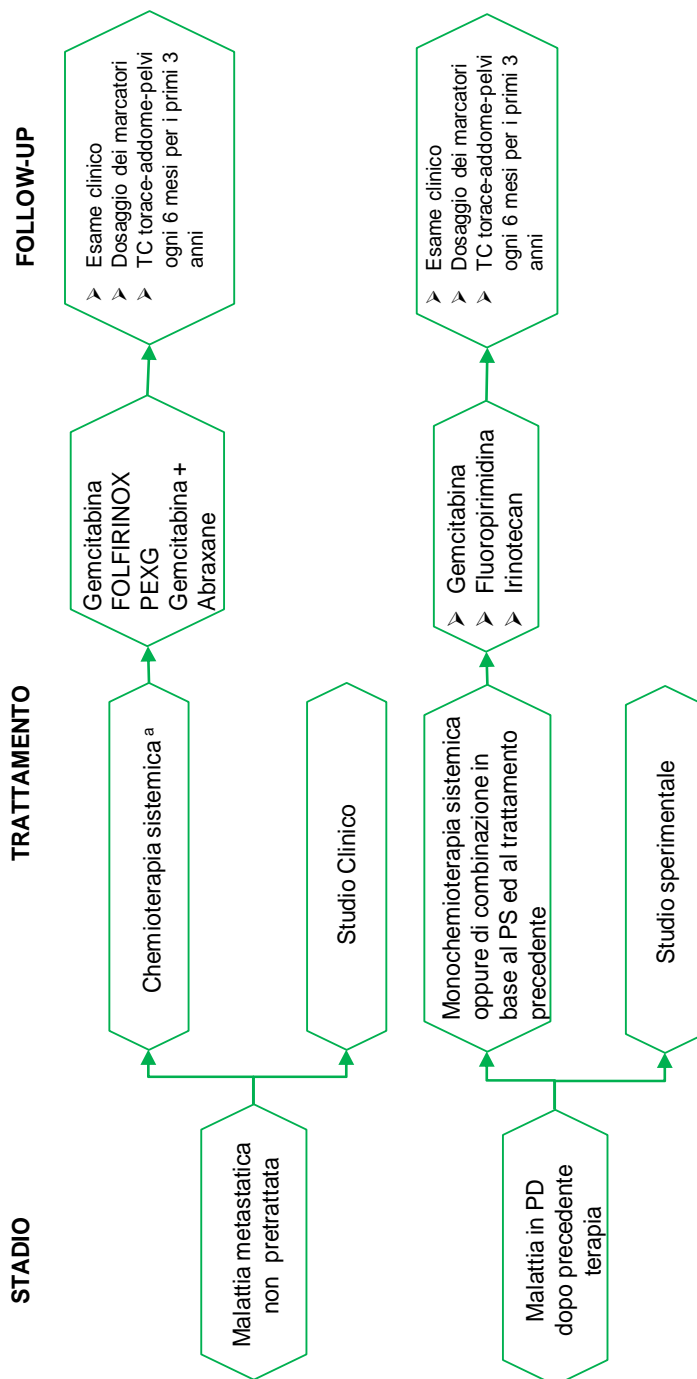 STADIO
TRATTAMENTO
FOLLOW-UP
Malattia metastatica
non pretrattata
Chemioterapia sistemica a
Gemcitabina
FOLFIRINOX
PEXG
Gemcitabina +
Abraxane
➢ Esame clinico
➢ Dosaggio dei marcatori
➢ TC torace-addome-pelvi
ogni 6 mesi per i primi 3
anni
Studio Clinico
Malattia in PD
dopo precedente
terapia
Monochemioterapia sistemica
oppure di combinazione in
base al PS ed al trattamento
precedente
➢ Gemcitabina
➢ Fluoropirimidina
➢ Irinotecan
➢ Esame clinico
➢ Dosaggio dei marcatori
➢ TC torace-addome-pelvi
ogni 6 mesi per i primi 3
anni
Studio sperimentale